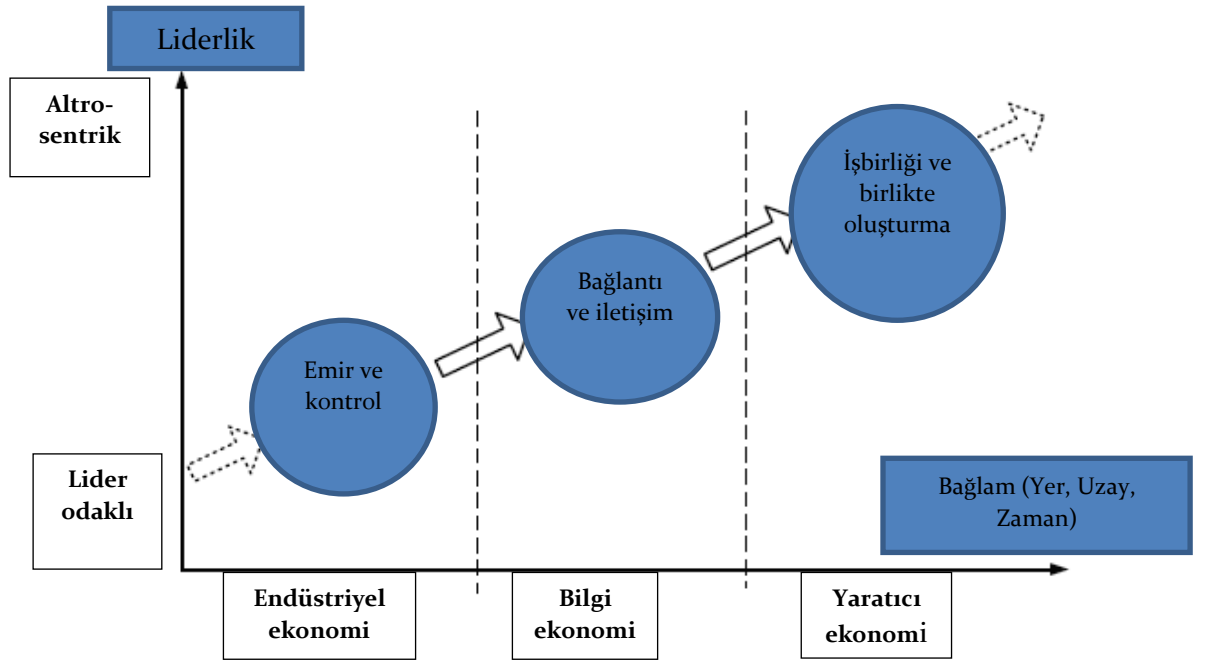 Liderlik
Altro-
sentrik
İşbirliği ve
birlikte
oluşturma
Bağlantı
ve iletişim
Emir ve
kontrol
Lider
odaklı
Bağlam (Yer, Uzay,
Zaman)
Endüstriyel
ekonomi
Bilgi
ekonomi
Yaratıcı
ekonomi